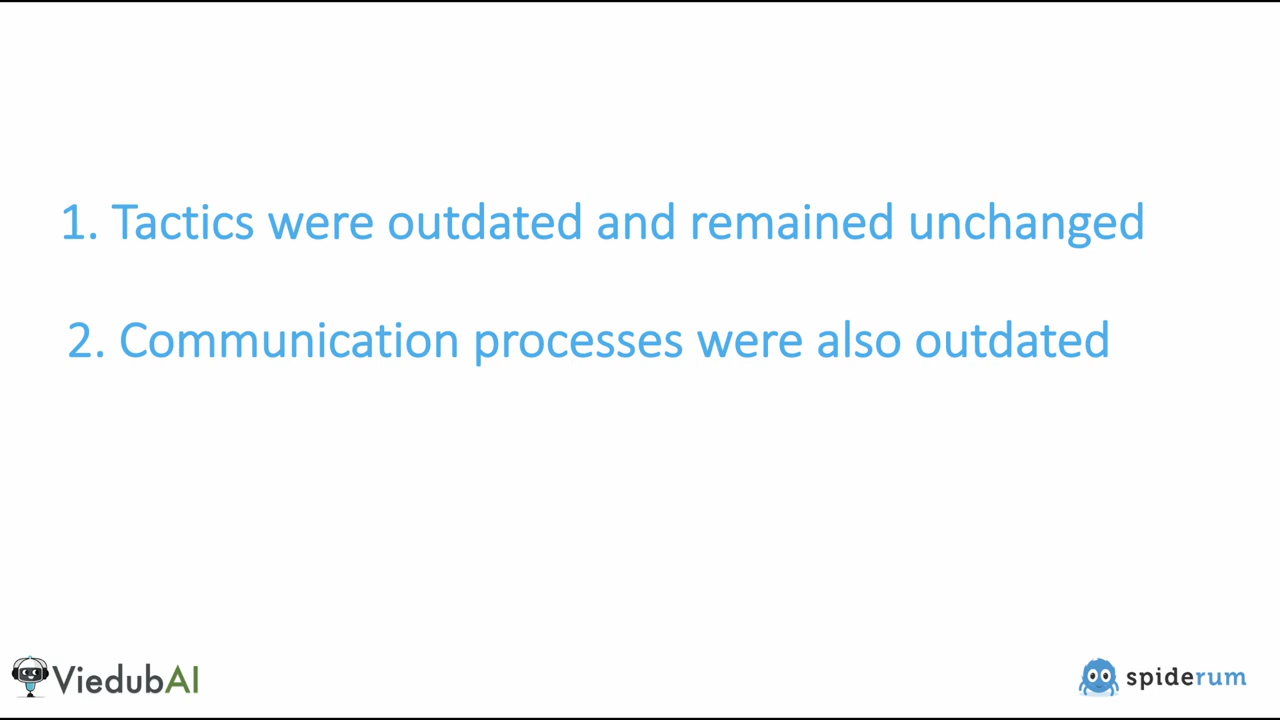 1. Tactics were outdated and remained unchanged
2. Communication processes were also outdated
ViedubAI
spiderum